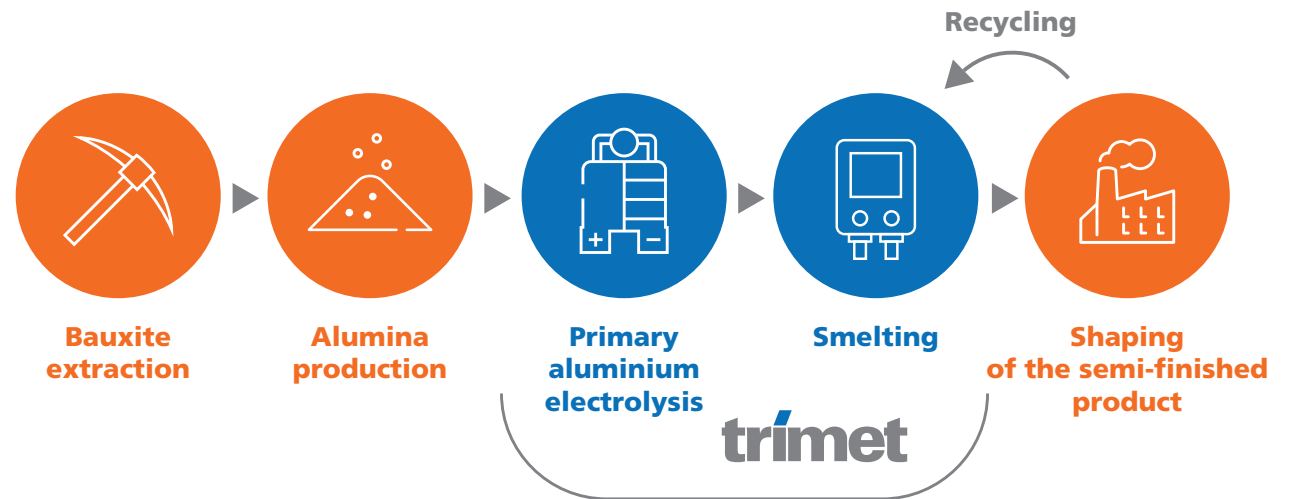 Recycling
Bauxite
extraction
Alumina
production
Primary
aluminium
electrolysis
Smelting
Shaping
of the semi-finished
product
+ −
trimet